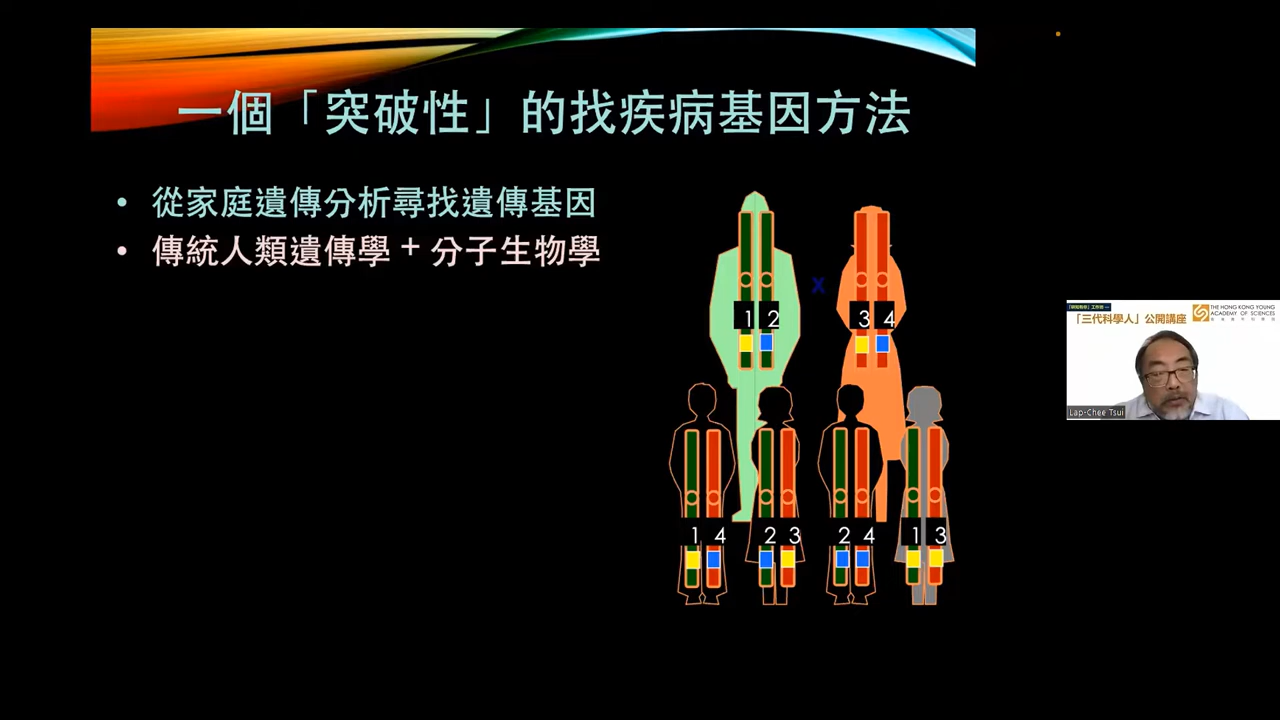 一個「突破性」的找疾病基因方法
• 從家庭遺傳分析尋找遺傳基因
• 傳統人類遺傳學 + 分子生物學
x
1 2
3 4
1 4
2 3
2 4
1 3
「三代科學人」公開講座
THE HONG KONG YOUNG
ACADEMY OF SCIENCES
Lap-Chee Tsui